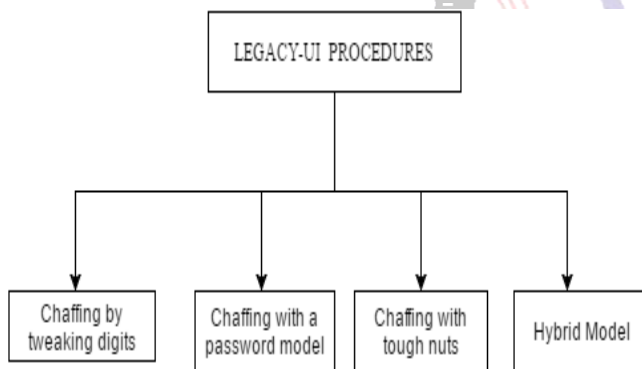 LEGACY-UI PROCEDURES
Chaffing by
tweaking digits
Chaffing with a
password model
Chaffing with
tough nuts
Hybrid Model